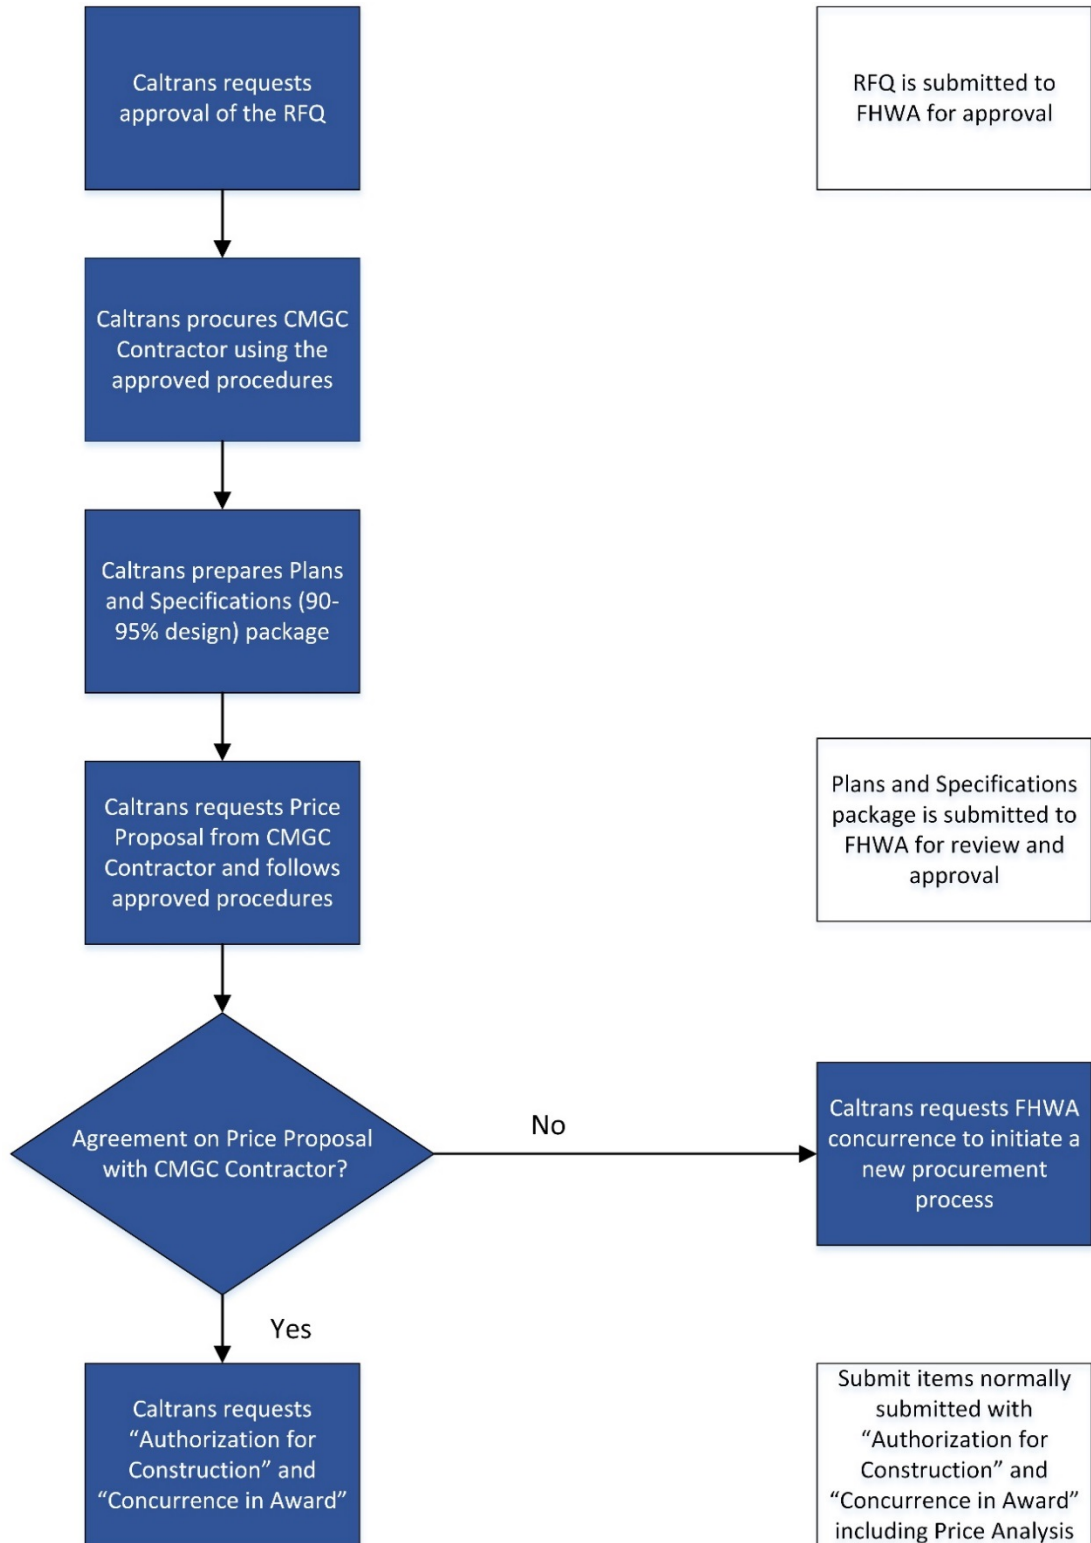 Caltrans requests
approval of the RFQ
RFQ is submitted to
FHWA for approval
Caltrans procures CMGC
Contractor using the
approved procedures
Caltrans prepares Plans
and Specifications (90-
95% design) package
Caltrans requests Price
Proposal from CMGC
Contractor and follows
approved procedures
Plans and Specifications
package is submitted to
FHWA for review and
approval
Agreement on Price Proposal
with CMGC Contractor?
No
Caltrans requests FHWA
concurrence to initiate a
new procurement
process
Yes
Caltrans requests
“Authorization for
Construction” and
“Concurrence in Award”
Submit items normally
submitted with
“Authorization for
Construction” and
“Concurrence in Award”
including Price Analysis